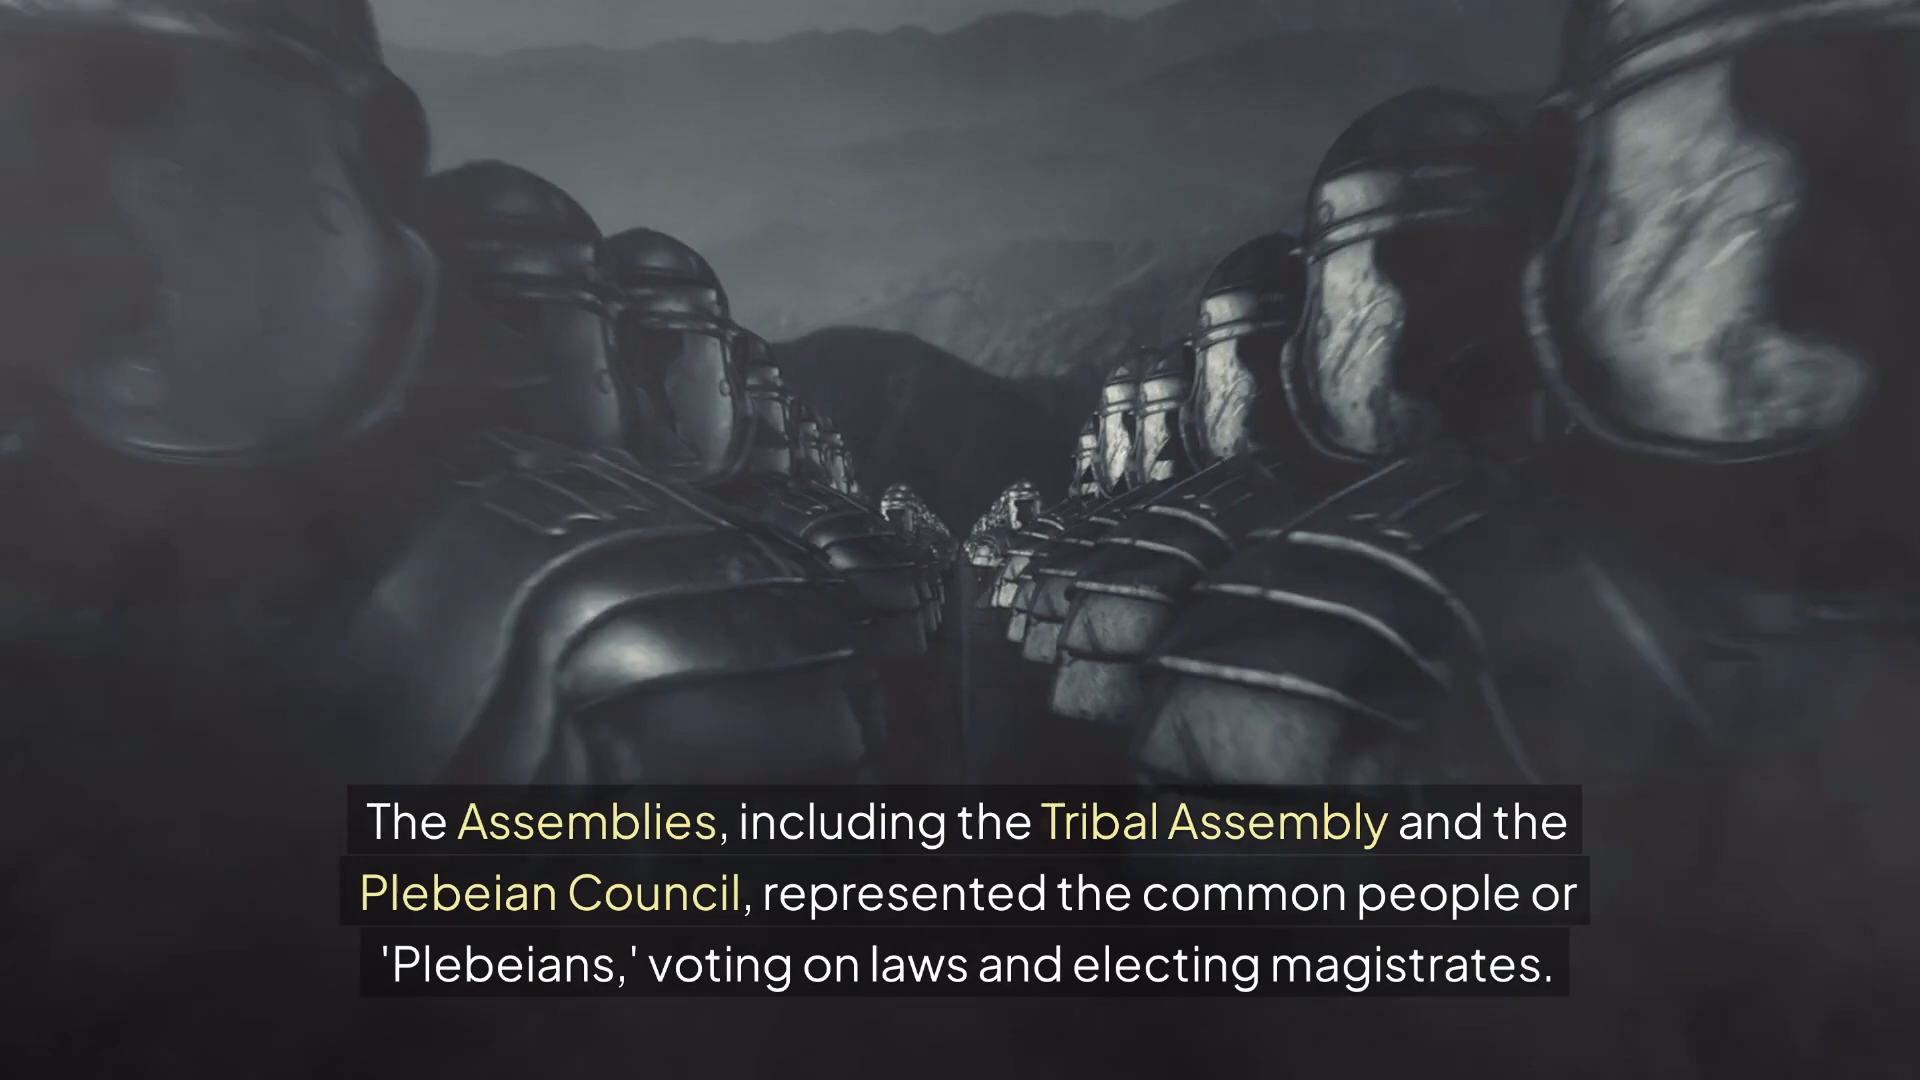 The Assemblies, including the Tribal Assembly and the
Plebeian Council, represented the common people or
'Plebeians,' voting on laws and electing magistrates.